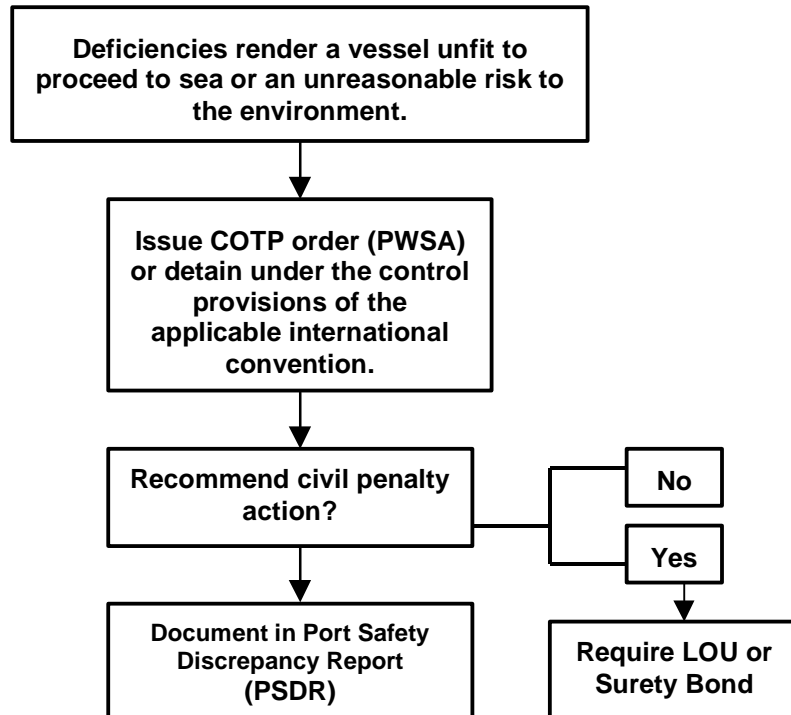 Deficiencies render a vessel unfit to
proceed to sea or an unreasonable risk to
the environment.
Issue COTP order (PWSA)
or detain under the control
provisions of the
applicable international
convention.
Recommend civil penalty
action?
No
Yes
Document in Port Safety
Discrepancy Report
(PSDR)
Require LOU or
Surety Bond